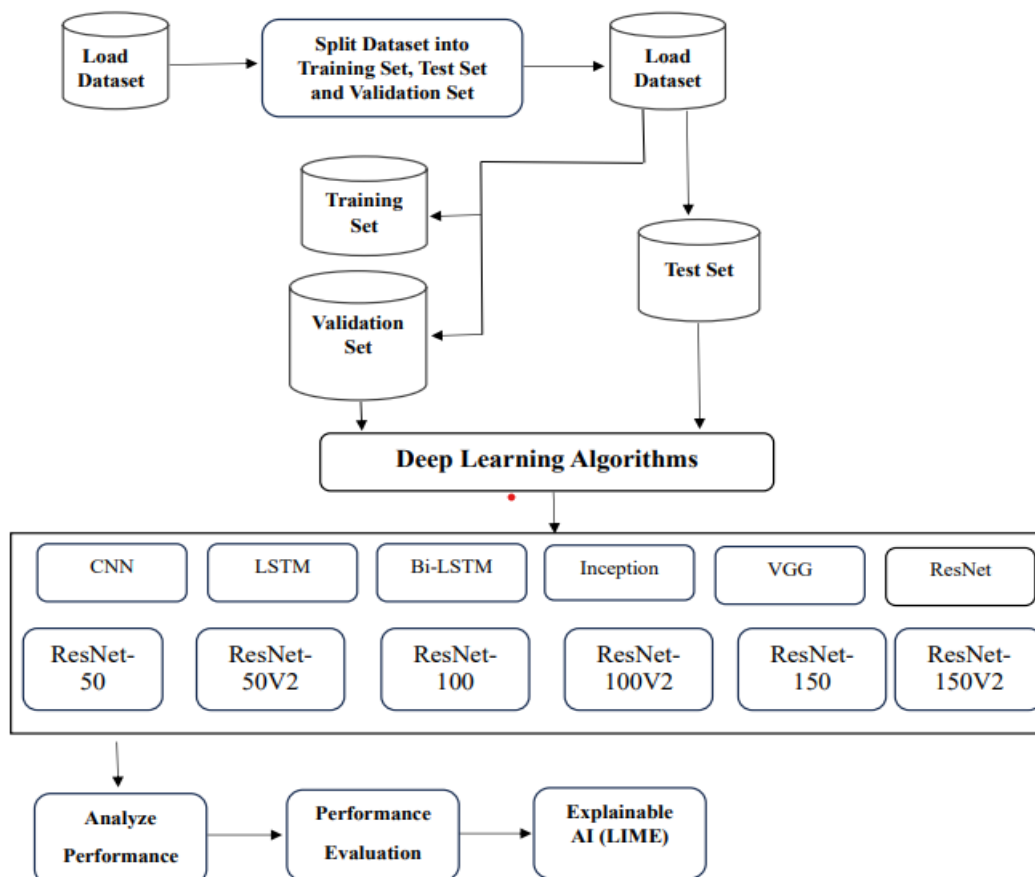 Load
Dataset
Split Dataset into
Training Set, Test Set
and Validation Set
Load
Dataset
Training
Set
Test Set
Validation
Set
Deep Learning Algorithms
CNN
LSTM
Bi-LSTM
Inception
VGG
ResNet
ResNet-
50
ResNet-
50V2
ResNet-
100
ResNet-
100V2
ResNet-
150
ResNet-
150V2
Analyze
Performance
Performance
Evaluation
Explainable
AI (LIME)